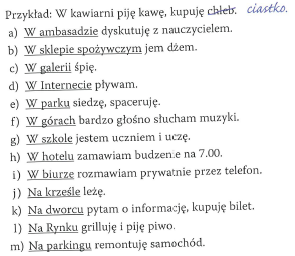 Przykład: W kawiarni piję kawę, kupuję chleb. ciastko.
a) W ambasadzie dyskutuję z nauczycielem.
b) W sklepie spożywczym jem dżem.
c) W galerii śpię.
d) W Internecie pływam.
e) W parku siedzę, spaceruję.
f) W górach bardzo głośno słucham muzyki.
g) W szkole jestem uczniem i uczę.
h) W hotelu zamawiam budzenie na 7.00.
i) W biurze rozmawiam prywatnie przez telefon.
j) Na krześle leżę.
k) Na dworcu pytam o informację, kupuję bilet.
l) Na Rynku grilluję i piję piwo.
m) Na parkingu remontuję samochód.